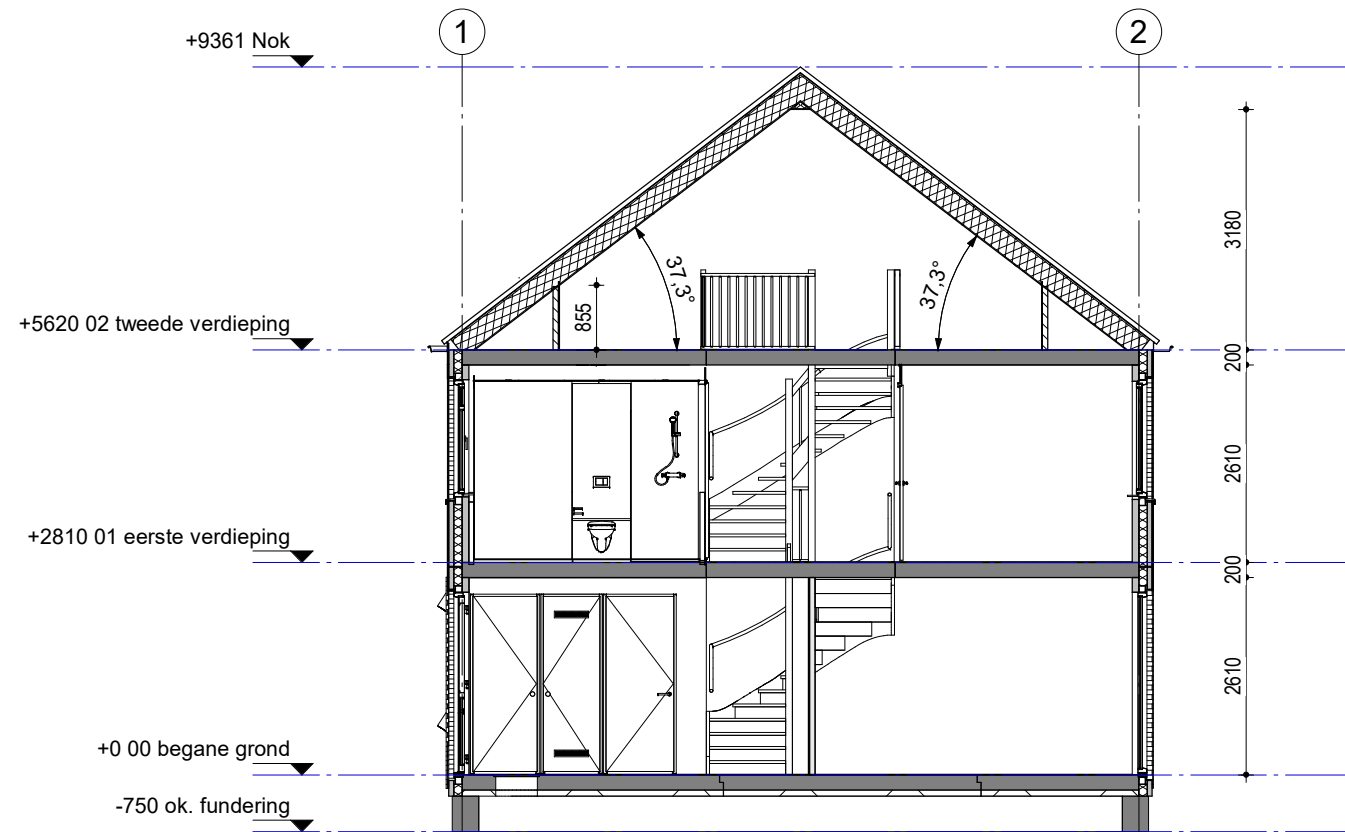 1
2
+9361 Nok
3180
37,3°
37,3°
855
+5620 02 tweede verdieping
200
2610
+2810 01 eerste verdieping
200
2610
+0 00 begane grond
-750 ok. fundering